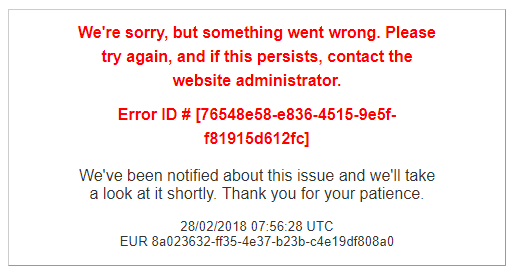 We're sorry, but something went wrong. Please
try again, and if this persists, contact the
website administrator.
Error ID # [76548e58-e836-4515-9e5f-
f81915d612fc]
We've been notified about this issue and we'll take
a look at it shortly. Thank you for your patience.
28/02/2018 07:56:28 UTC
EUR 8a023632-ff35-4e37-b23b-c4e19df808a0